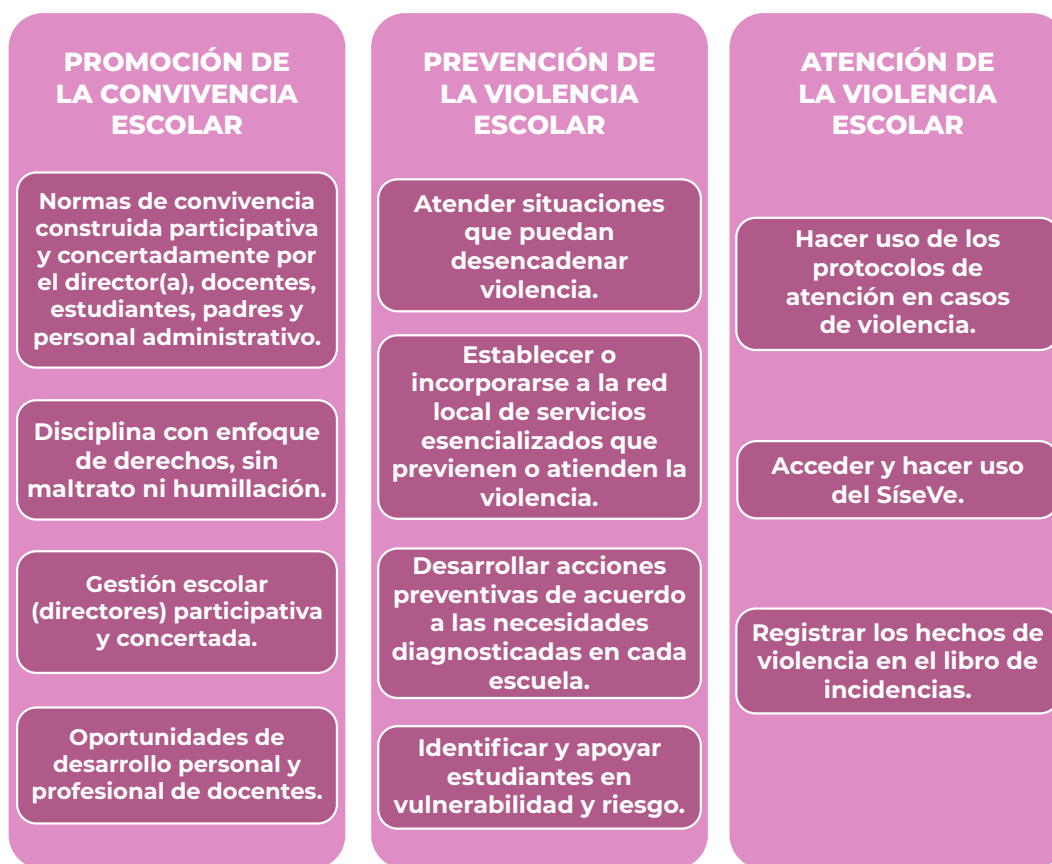 PROMOCIÓN DE
LA CONVIVENCIA
ESCOLAR
Normas de convivencia
construida participativa
y concertadamente por
el director(a), docentes,
estudiantes, padres y
personal administrativo.
Disciplina con enfoque
de derechos, sin
maltrato ni humillación.
Gestión escolar
(directores) participativa
y concertada.
Oportunidades de
desarrollo personal y
profesional de docentes.
PREVENCIÓN DE
LA VIOLENCIA
ESCOLAR
Atender situaciones
que puedan
desencadenar
violencia.
Establecer o
incorporarse a la red
local de servicios
esencializados que
previenen o atienden la
violencia.
Desarrollar acciones
preventivas de acuerdo
a las necesidades
diagnosticadas en cada
escuela.
Identificar y apoyar
estudiantes en
vulnerabilidad y riesgo.
ATENCIÓN DE
LA VIOLENCIA
ESCOLAR
Hacer uso de los
protocolos de
atención en casos
de violencia.
Acceder y hacer uso
del SíseVe.
Registrar los hechos de
violencia en el libro de
incidencias.